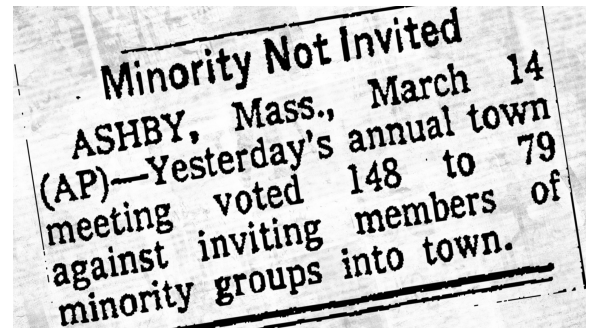 Minority Not Invited
ASHBY, Mass., March 14
(AP)—Yesterday's annual town
meeting voted 148 to 79
against inviting members of
minority groups into town.